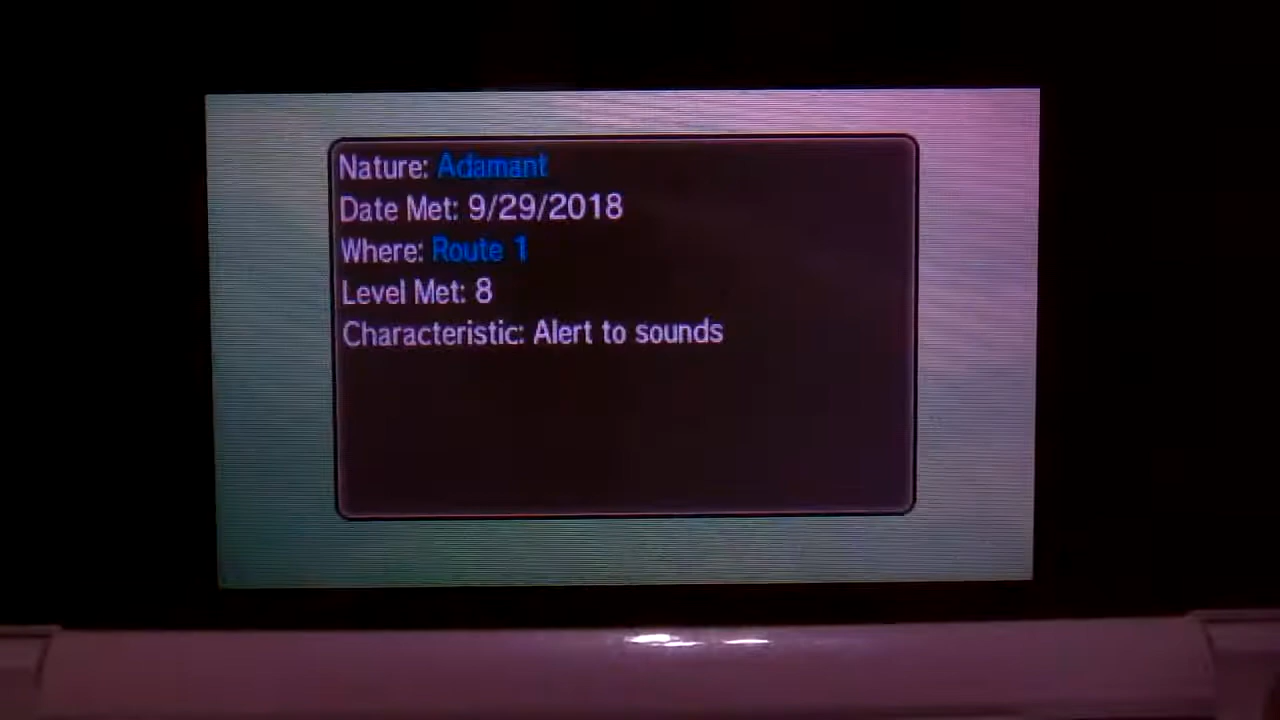 Nature: Adamant
Date Met: 9/29/2018
Where: Route 1
Level Met: 8
Characteristic: Alert to sounds